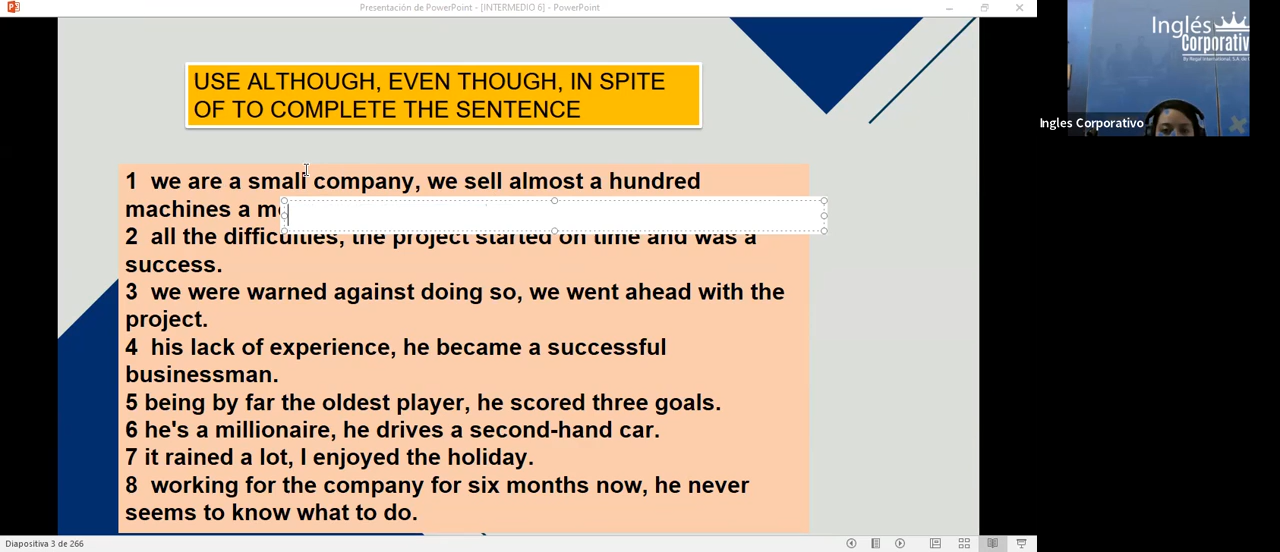 Presentación de PowerPoint - [INTERMEDIO 6] - PowerPoint
Inglés
Corporativ
By Regal International, S.A. de
Ingles Corporativo
USE ALTHOUGH, EVEN THOUGH, IN SPITE
OF TO COMPLETE THE SENTENCE
1 we are a small company, we sell almost a hundred
machines a
2 all the difficulties, the project started on time and was a
success.
3 we were warned against doing so, we went ahead with the
project.
4 his lack of experience, he became a successful
businessman.
5 being by far the oldest player, he scored three goals.
6 he's a millionaire, he drives a second-hand car.
7 it rained a lot, I enjoyed the holiday.
8 working for the company for six months now, he never
seems to know what to do.
Diapositiva 3 de 266